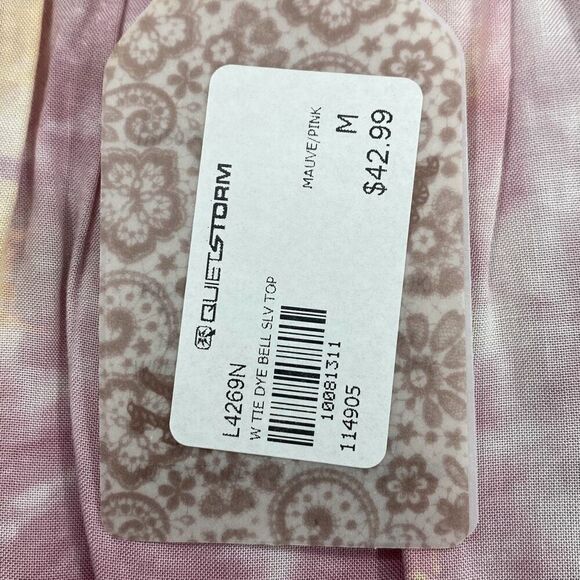 QUIETSTORM
L4269N
W TIE DYE BELL SLV TOP
10081311
114905
MAUVE/PINK
M
$42.99